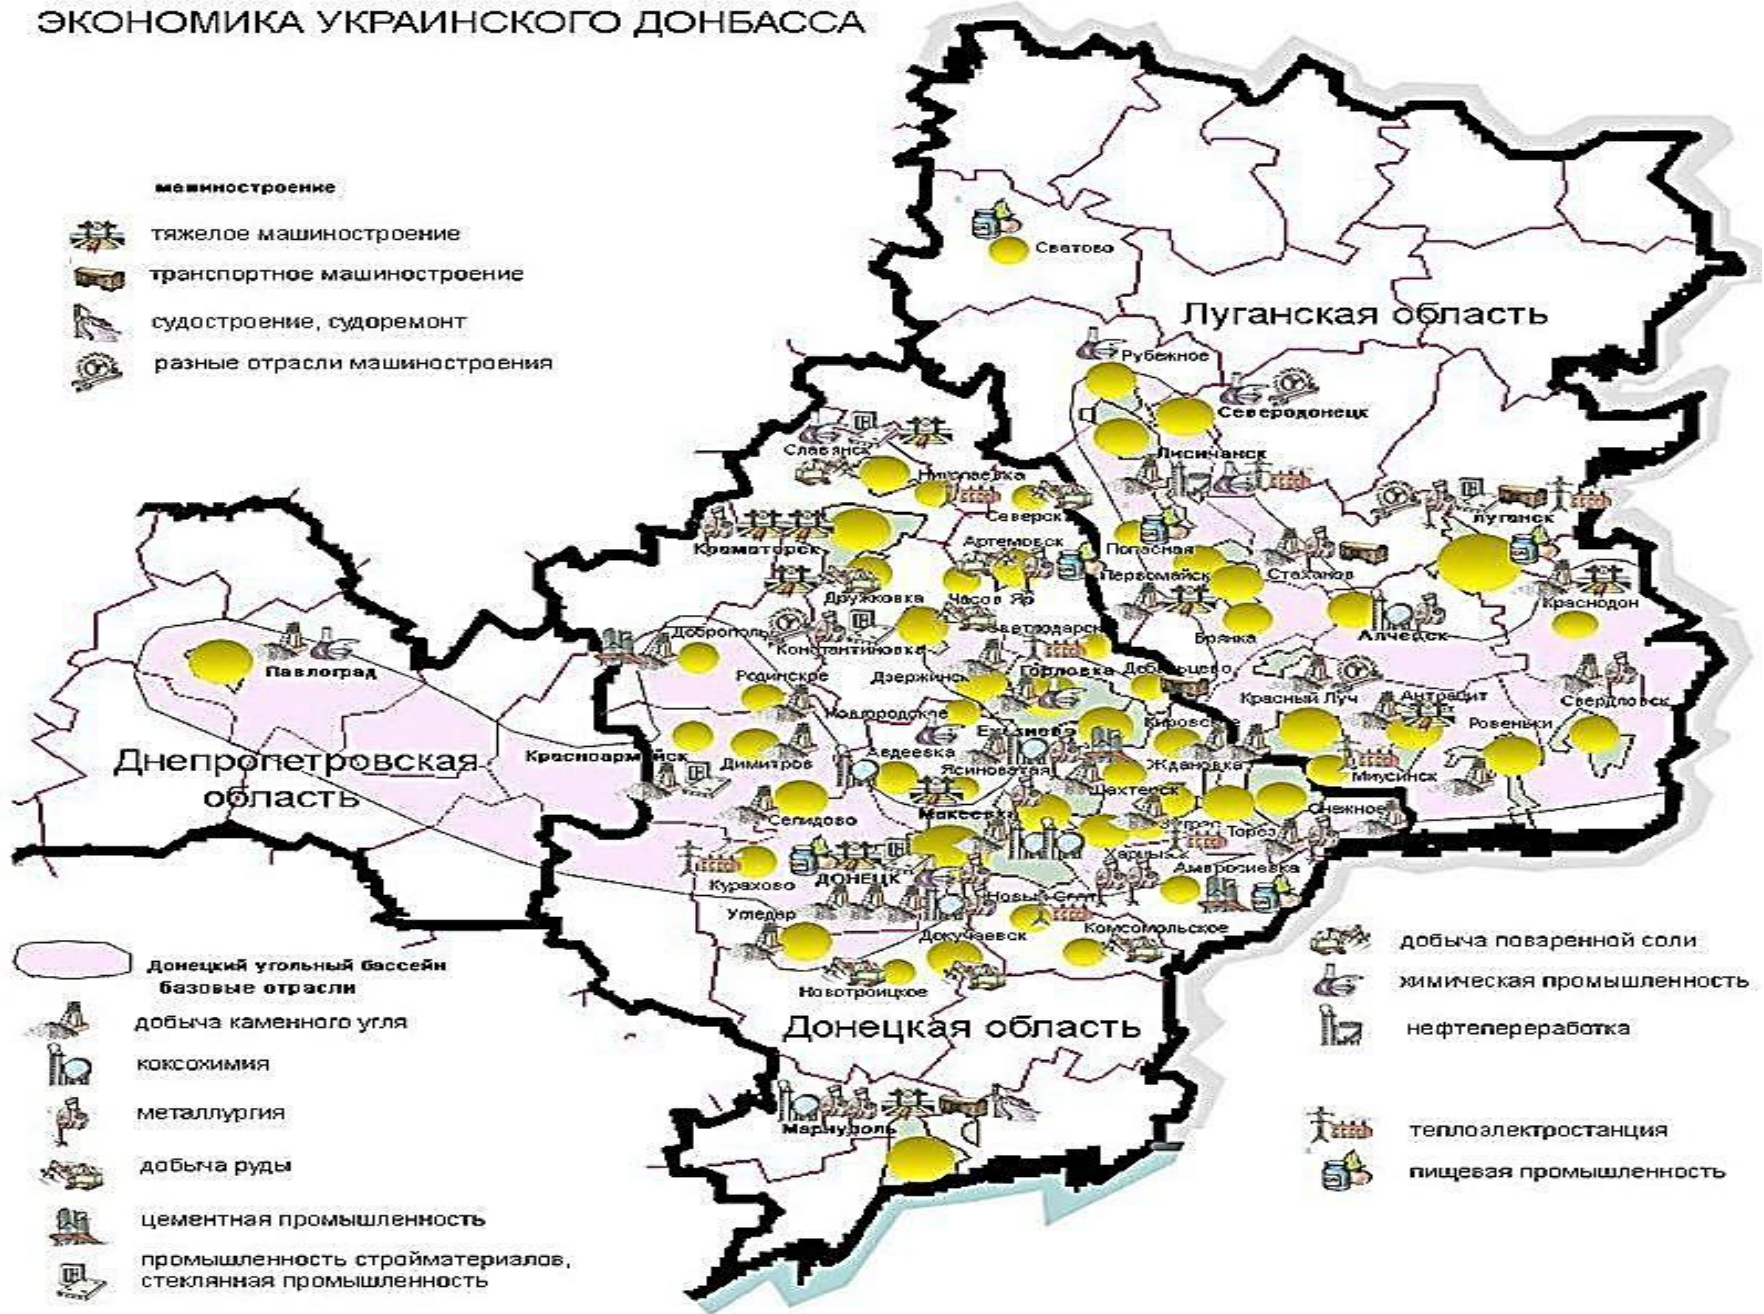 ЭКОНОМИКА УКРАИНСКОГО ДОНБАССА
машиностроение
тяжелое машиностроение
транспортное машиностроение
судостроение, судоремонт
разные отрасли машиностроения
Сватово
Луганская область
Рубежное
Северодонецк
Лисичанск
Славянск
Николаевка
Северск
Луганск
Краматорск
Артемовск
Попасная
Первомайск
Стаханов
Дружковка
Часов Яр
Краснодон
Брянка
Алчевск
Доброполь
Константиновка
Светлодарск
Павлоград
Родинское
Дзержинск
Горловка
Дебальцево
Красный Луч
Антрацит
Свердловск
Новгородское
Кировское
Ровеньки
Днепропетровская
область
Красноармейск
Димитров
Авдеевка
Ясиноватая
Ждановка
Миусинск
Селидово
Макеевка
Шахтерск
Снежное
Торез
Курахово
ДОНЕЦК
Харцызск
Амвросиевка
Угледар
Докучаевск
Комсомольское
Новотроицкое
Донецкая область
Мариуполь
Донецкий угольный бассейн
базовые отрасли
добыча каменного угля
коксохимия
металлургия
добыча руды
цементная промышленность
промышленность стройматериалов,
стеклянная промышленность
добыча поваренной соли
химическая промышленность
нефтепереработка
теплоэлектростанция
пищевая промышленность